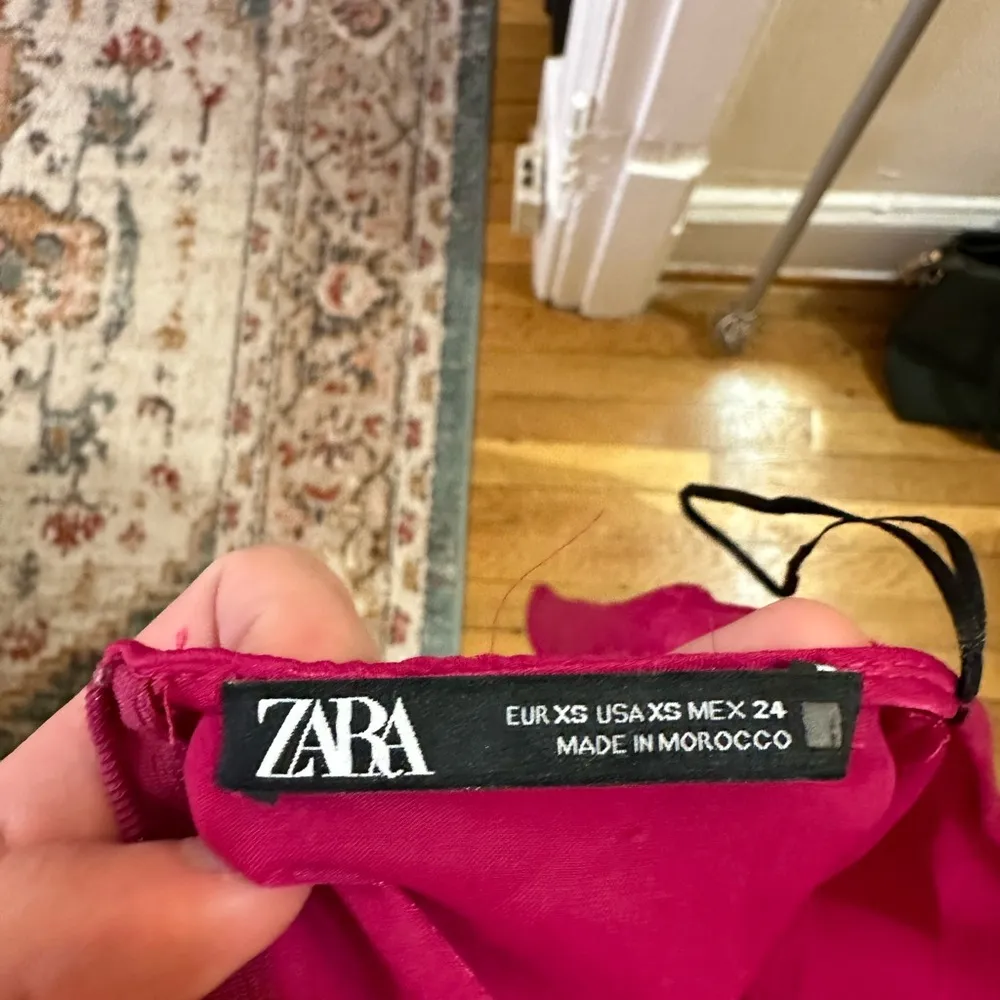 ZARA
EUR XS USA XS MEX 24
MADE IN MOROCCO